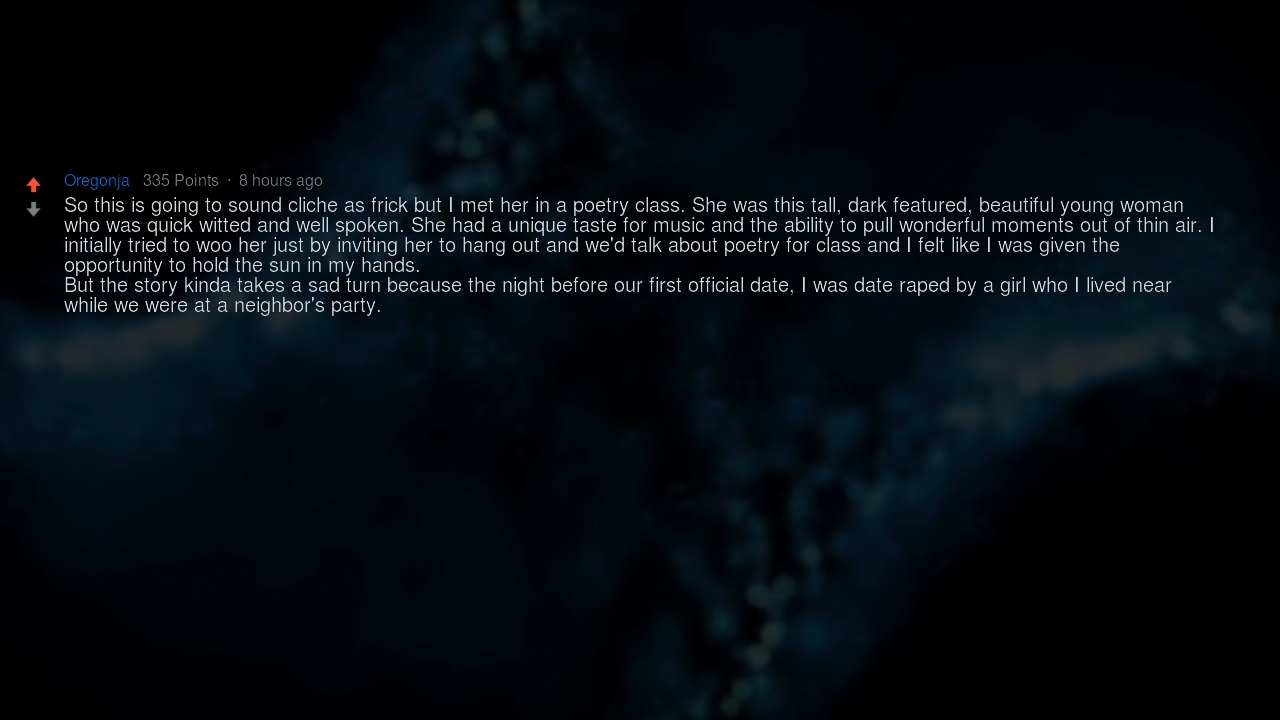 Oregonja 335 Points · 8 hours ago
So this is going to sound cliche as frick but I met her in a poetry class. She was this tall, dark featured, beautiful young woman
who was quick witted and well spoken. She had a unique taste for music and the ability to pull wonderful moments out of thin air. I
initially tried to woo her just by inviting her to hang out and we'd talk about poetry for class and I felt like I was given the
opportunity to hold the sun in my hands.
But the story kinda takes a sad turn because the night before our first official date, I was date raped by a girl who I lived near
while we were at a neighbor's party.